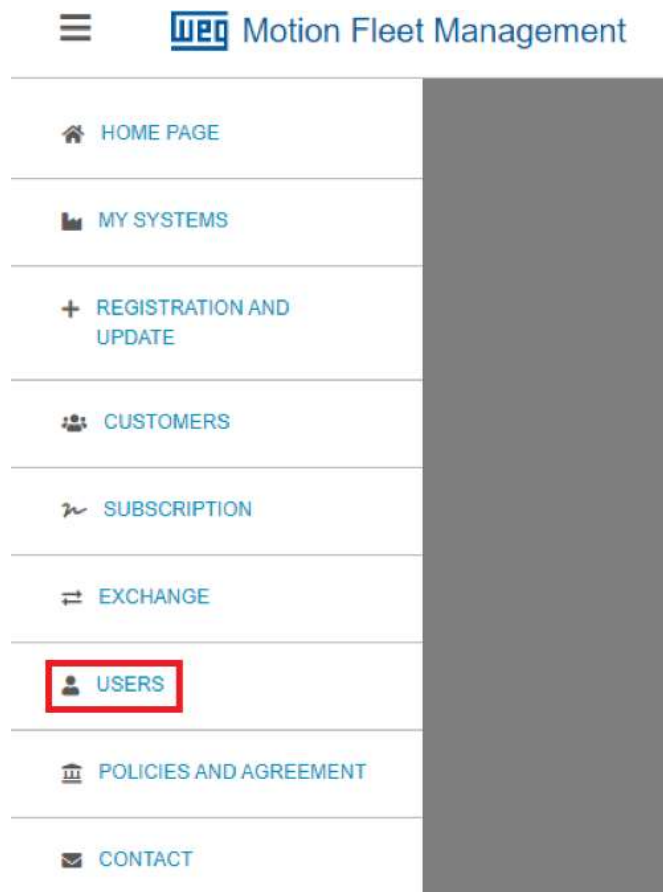 WEG Motion Fleet Management
HOME PAGE
MY SYSTEMS
REGISTRATION AND
UPDATE
CUSTOMERS
SUBSCRIPTION
EXCHANGE
USERS
POLICIES AND AGREEMENT
CONTACT